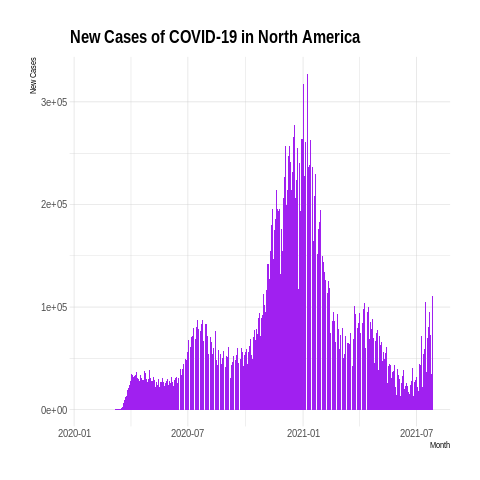 New Cases of COVID-19 in North America
New Cases
3e+05
2e+05
1e+05
0e+00
2020-01
2020-07
2021-01
2021-07
Month